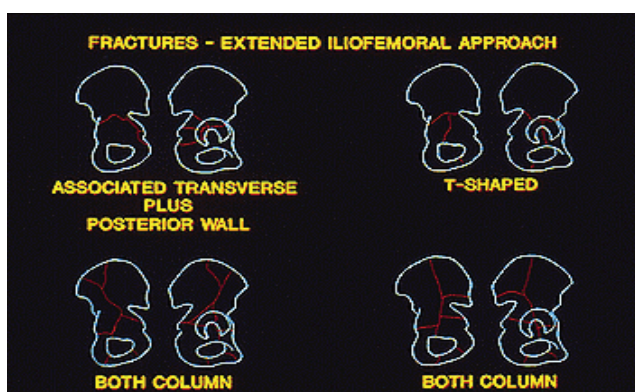 FRACTURES - EXTENDED ILIOFEMORAL APPROACH
ASSOCIATED TRANSVERSE
PLUS
POSTERIOR WALL
T-SHAPED
BOTH COLUMN
BOTH COLUMN